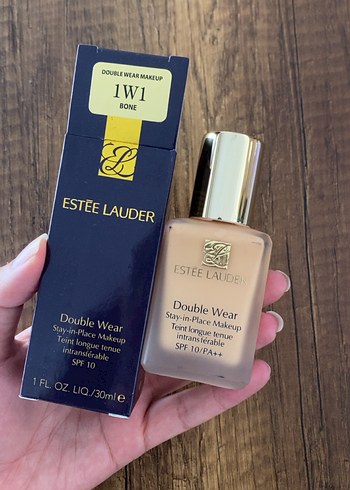 DOUBLE WEAR MAKEUP
1W1
BONE
ESTĒE LAUDER
Double Wear
Stay-in-Place Makeup
Teint longue tenue
intransférable
SPF 10
1 FL. OZ. LIQ./30ml e
ESTĒE LAUDER
Double Wear
Stay-in-Place Makeup
Teint longue tenue
intransférable
SPF 10/PA++